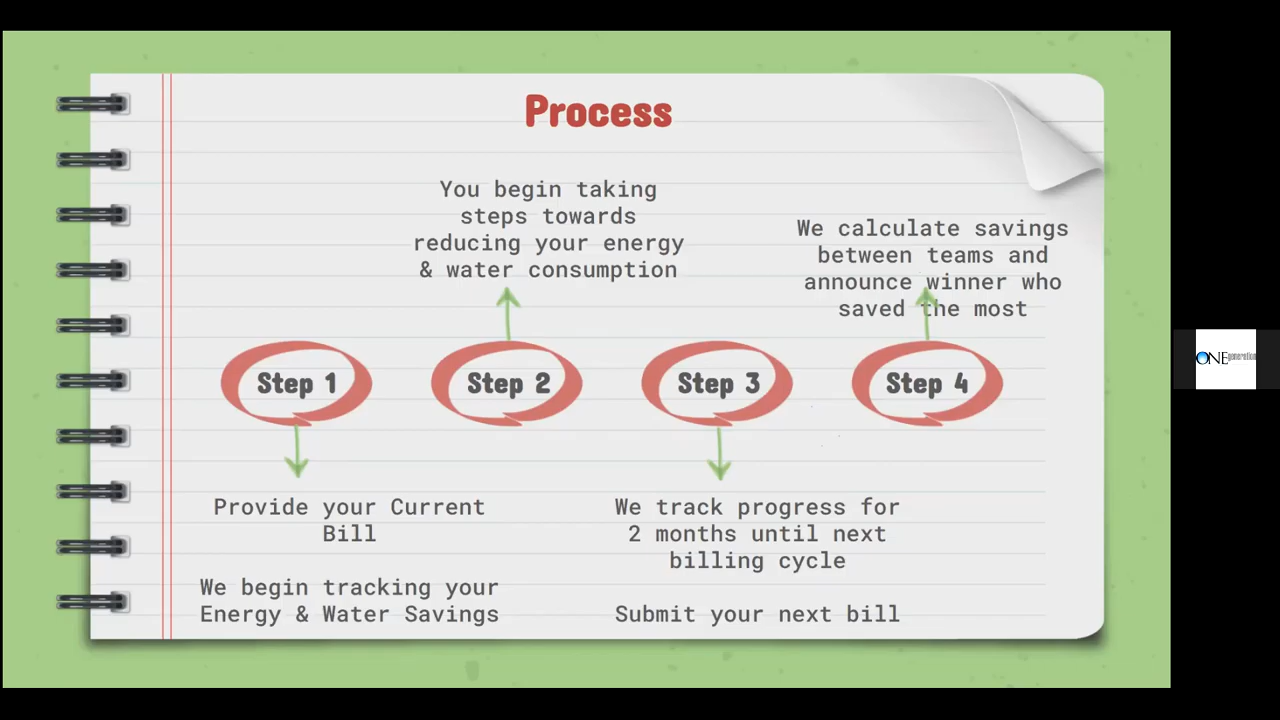 Process
You begin taking
steps towards
reducing your energy
& water consumption
We calculate savings
between teams and
announce winner who
saved the most
Step 1
Step 2
Step 3
Step 4
Provide your Current
Bill
We begin tracking your
Energy & Water Savings
We track progress for
2 months until next
billing cycle
Submit your next bill
ONEgeneration